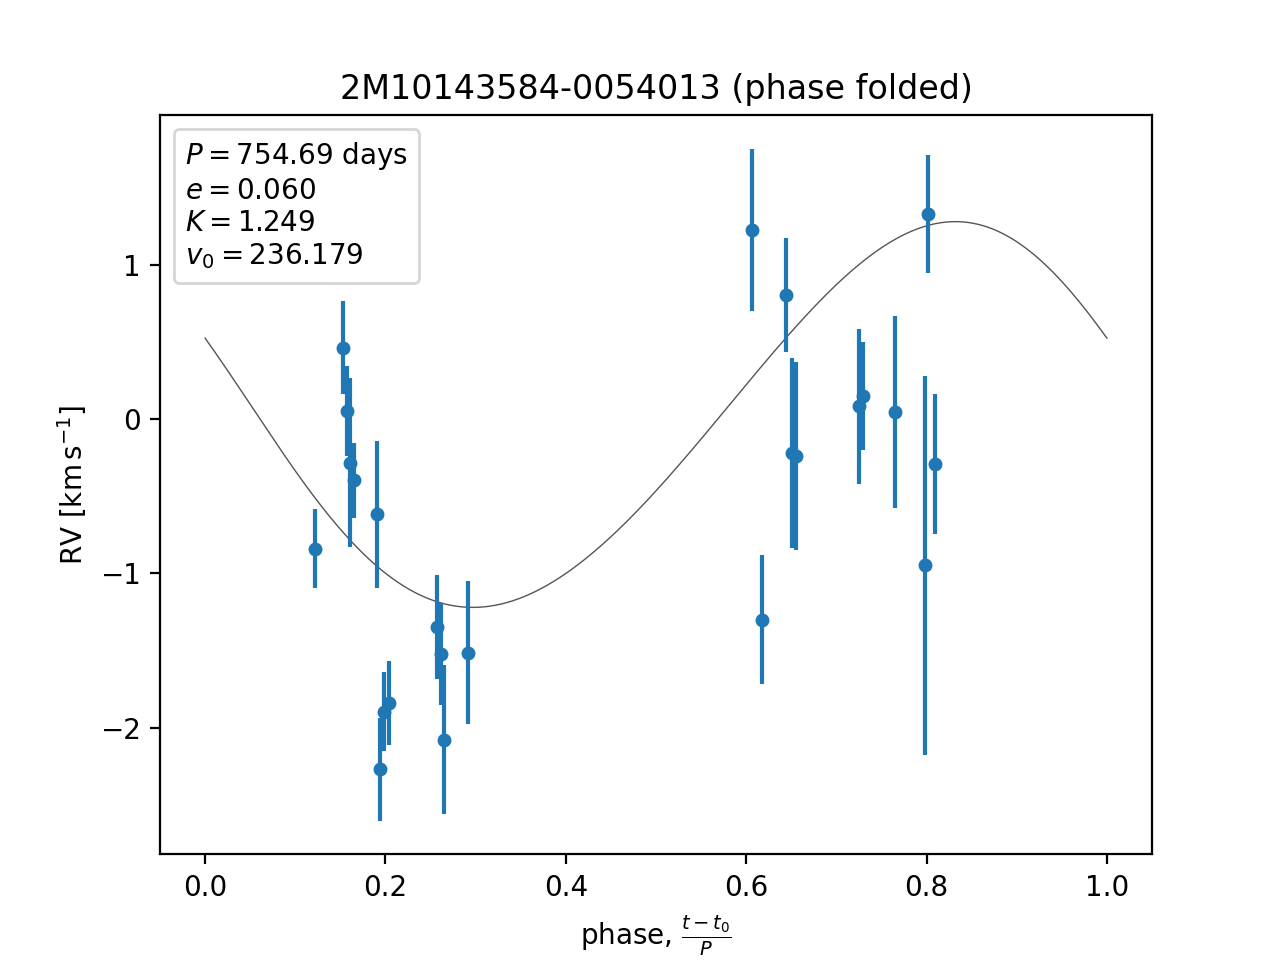 2M10143584-0054013 (phase folded)
P = 754.69 days
e = 0.060
K = 1.249
v₀ = 236.179
1
0
−1
−2
RV [km s⁻¹]
0.0 0.2 0.4 0.6 0.8 1.0
phase, (t − t₀)/P